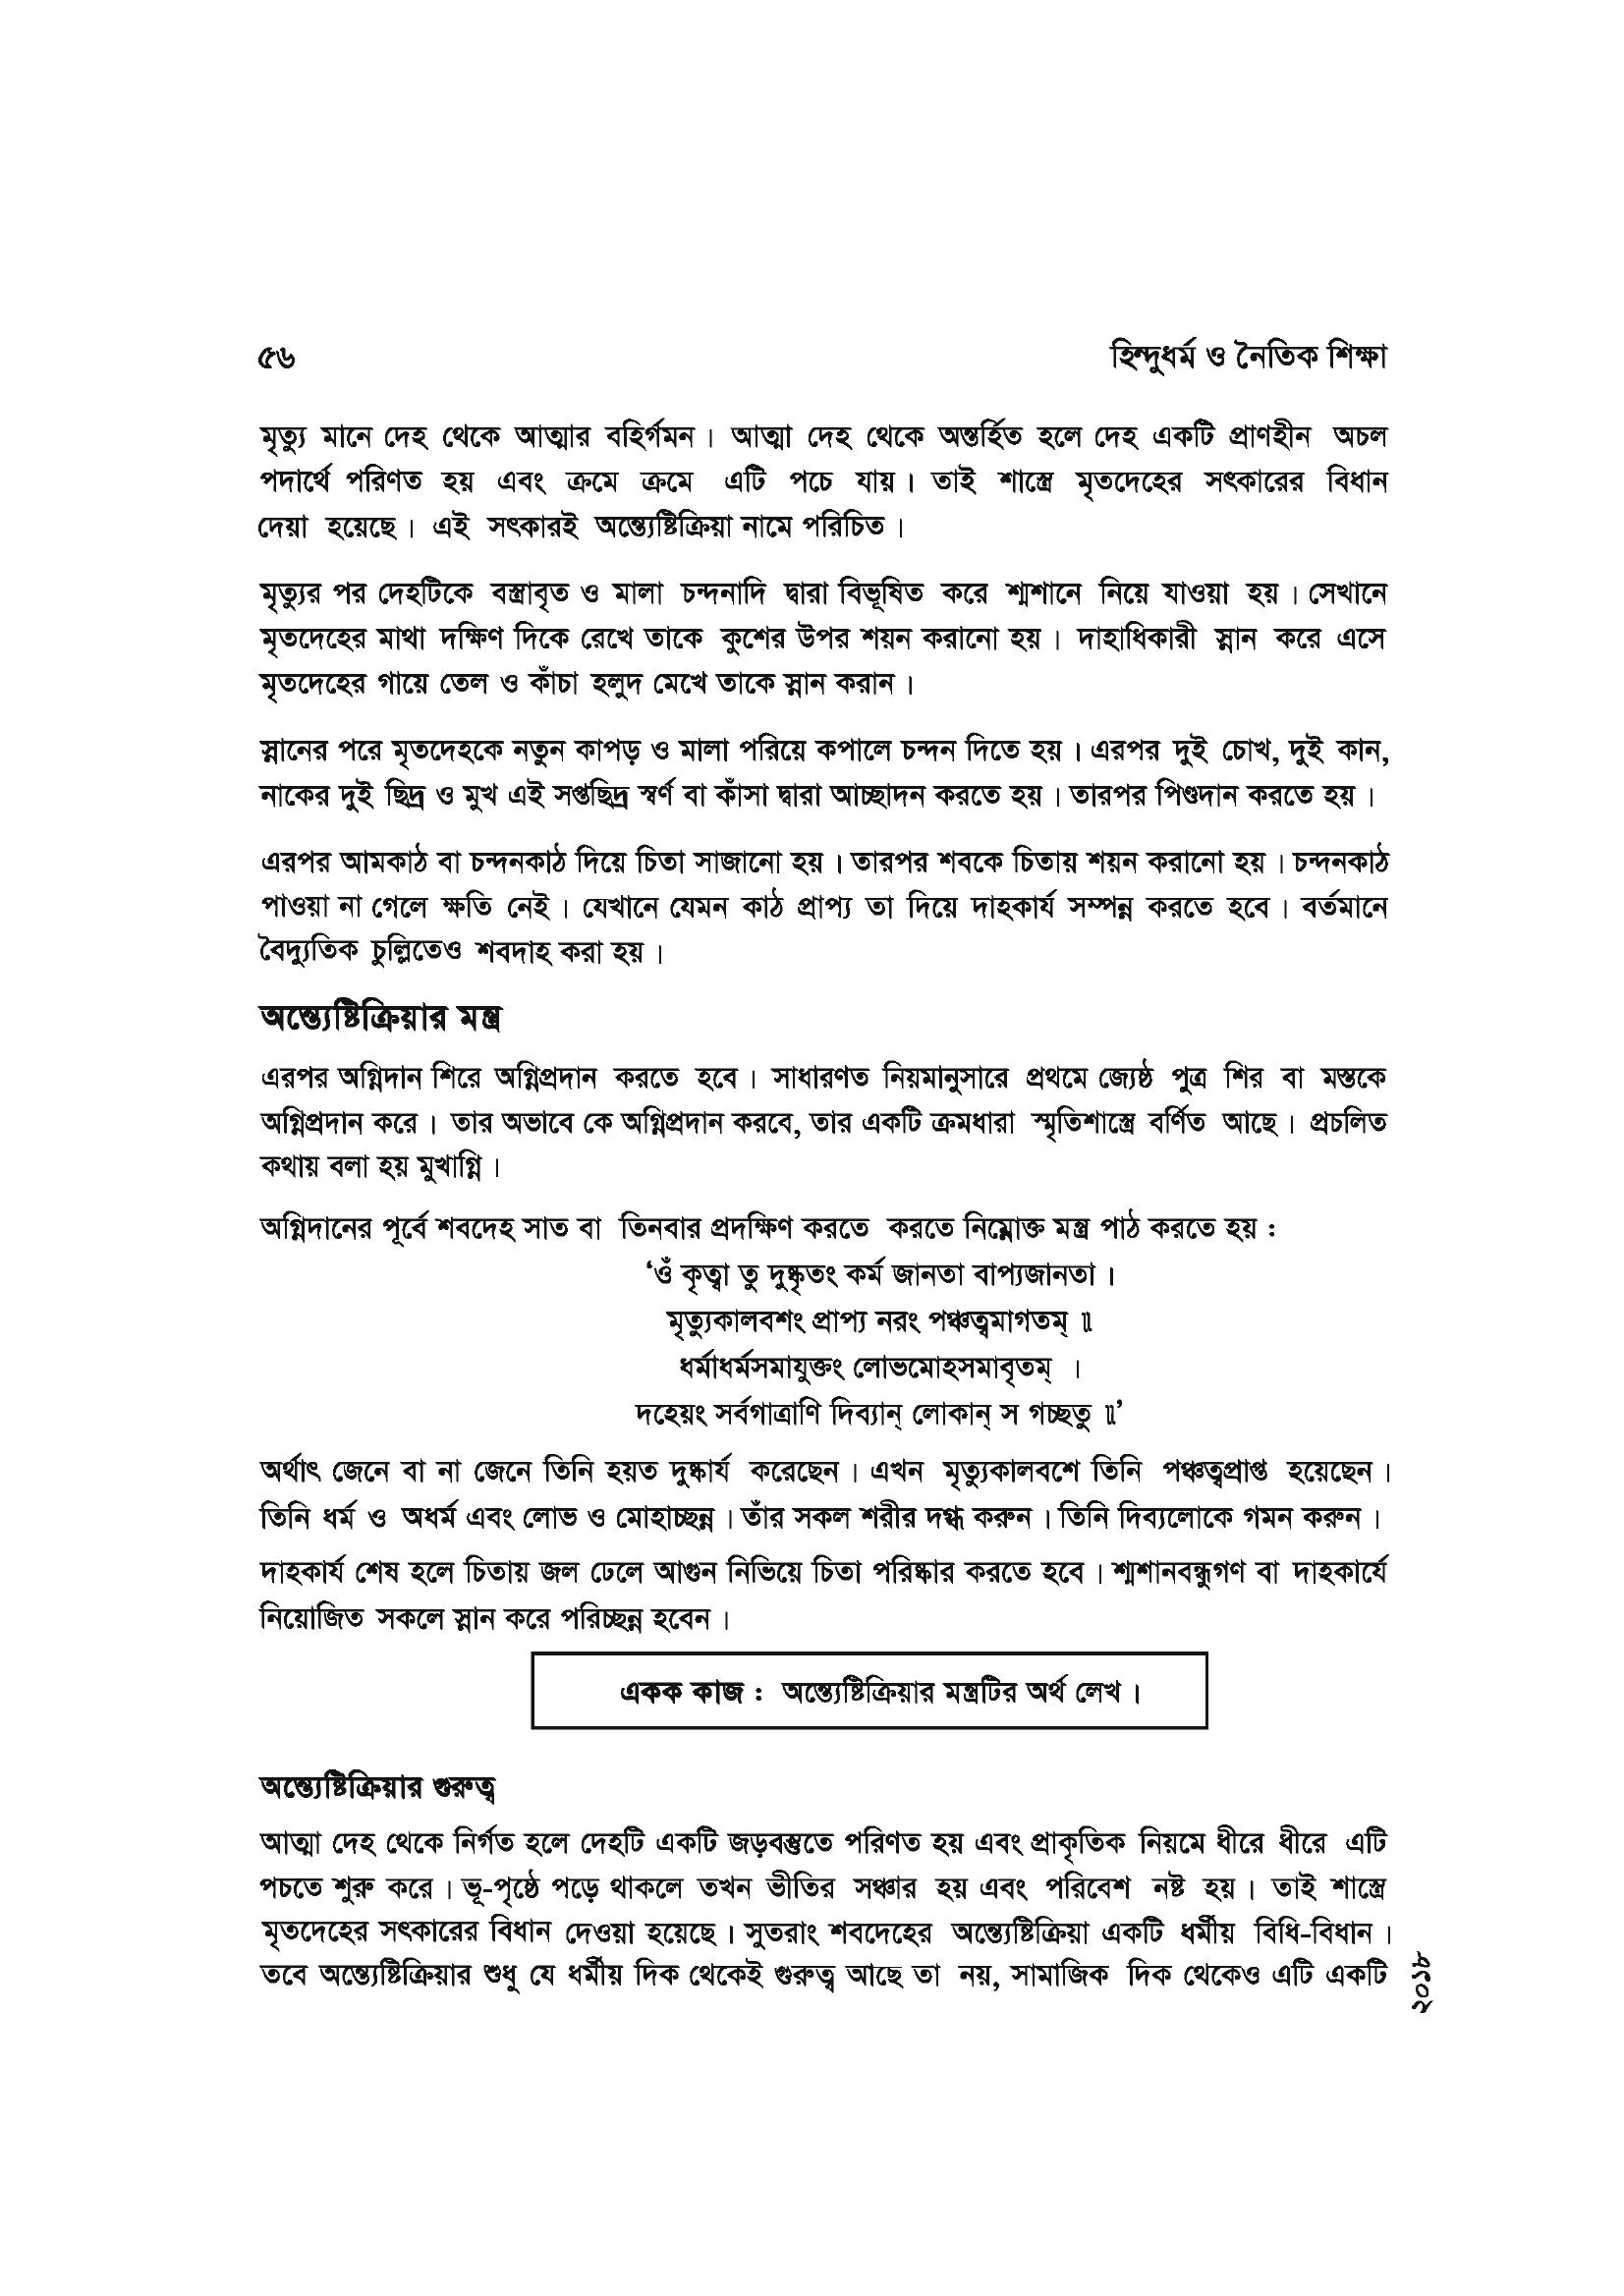 ৫৬
হিন্দুধর্ম ও নৈতিক শিক্ষা
মৃত্যু মানে দেহ থেকে আত্মার বহির্গমন। আত্মা দেহ থেকে অন্তর্হিত হলে দেহ একটি প্রাণহীন অচল
পদার্থে পরিণত হয় এবং ক্রমে ক্রমে এটি পচে যায়। তাই শাস্ত্রে মৃতদেহের সৎকারের বিধান
দেয়া হয়েছে। এই সৎকারই অন্ত্যেষ্টিক্রিয়া নামে পরিচিত।
মৃত্যুর পর দেহটিকে বস্ত্রাবৃত ও মালা চন্দনাদি দ্বারা বিভূষিত করে শ্মশানে নিয়ে যাওয়া হয়। সেখানে
মৃতদেহের মাথা দক্ষিণ দিকে রেখে তাকে কুশের উপর শয়ন করানো হয়। দাহাধিকারী স্নান করে এসে
মৃতদেহের গায়ে তেল ও কাঁচা হলুদ মেখে তাকে স্নান করান।
স্নানের পরে মৃতদেহকে নতুন কাপড় ও মালা পরিয়ে কপালে চন্দন দিতে হয়। এরপর দুই চোখ, দুই কান,
নাকের দুই ছিদ্র ও মুখ এই সপ্তছিদ্র স্বর্ণ বা কাঁসা দ্বারা আচ্ছাদন করতে হয়। তারপর পিণ্ডদান করতে হয়।
এরপর আমকাঠ বা চন্দনকাঠ দিয়ে চিতা সাজানো হয়। তারপর শবকে চিতায় শয়ন করানো হয়। চন্দনকাঠ
পাওয়া না গেলে ক্ষতি নেই। যেখানে যেমন কাঠ প্রাপ্য তা দিয়ে দাহকার্য সম্পন্ন করতে হবে। বর্তমানে
বৈদ্যুতিক চুল্লিতেও শবদাহ করা হয়।
অন্ত্যেষ্টিক্রিয়ার মন্ত্র
এরপর অগ্নিদান শিরে অগ্নিপ্রদান করতে হবে। সাধারণত নিয়মানুসারে প্রথমে জ্যেষ্ঠ পুত্র শির বা মস্তকে
অগ্নিপ্রদান করে। তার অভাবে কে অগ্নিপ্রদান করবে, তার একটি ক্রমধারা স্মৃতিশাস্ত্রে বর্ণিত আছে। প্রচলিত
কথায় বলা হয় মুখাগ্নি।
অগ্নিদানের পূর্বে শবদেহ সাত বা তিনবার প্রদক্ষিণ করতে করতে নিম্নোক্ত মন্ত্র পাঠ করতে হয় :
‘ওঁ কৃত্বা তু দুষ্কৃতং কর্ম জানতা বাপ্যজানতা।
মৃত্যুকালবশং প্রাপ্য নরং পঞ্চত্বমাগতম্ ॥
ধর্মাধর্মসমাযুক্তং লোভমোহসমাবৃতম্ ।
দহেয়ং সর্বগাত্রাণি দিব্যান্ লোকান্ স গচ্ছতু ॥’
অর্থাৎ জেনে বা না জেনে তিনি হয়ত দুষ্কার্য করেছেন। এখন মৃত্যুকালবশে তিনি পঞ্চত্বপ্রাপ্ত হয়েছেন।
তিনি ধর্ম ও অধর্ম এবং লোভ ও মোহাচ্ছন্ন। তাঁর সকল শরীর দগ্ধ করুন। তিনি দিব্যলোকে গমন করুন।
দাহকার্য শেষ হলে চিতায় জল ঢেলে আগুন নিভিয়ে চিতা পরিষ্কার করতে হবে। শ্মশানবন্ধুগণ বা দাহকার্যে
নিয়োজিত সকলে স্নান করে পরিচ্ছন্ন হবেন।
একক কাজ : অন্ত্যেষ্টিক্রিয়ার মন্ত্রটির অর্থ লেখ।
অন্ত্যেষ্টিক্রিয়ার গুরুত্ব
আত্মা দেহ থেকে নির্গত হলে দেহটি একটি জড়বস্তুতে পরিণত হয় এবং প্রাকৃতিক নিয়মে ধীরে ধীরে এটি
পচতে শুরু করে। ভূ-পৃষ্ঠে পড়ে থাকলে তখন ভীতির সঞ্চার হয় এবং পরিবেশ নষ্ট হয়। তাই শাস্ত্রে
মৃতদেহের সৎকারের বিধান দেওয়া হয়েছে। সুতরাং শবদেহের অন্ত্যেষ্টিক্রিয়া একটি ধর্মীয় বিধি-বিধান।
তবে অন্ত্যেষ্টিক্রিয়ার শুধু যে ধর্মীয় দিক থেকেই গুরুত্ব আছে তা নয়, সামাজিক দিক থেকেও এটি একটি
২০১৮